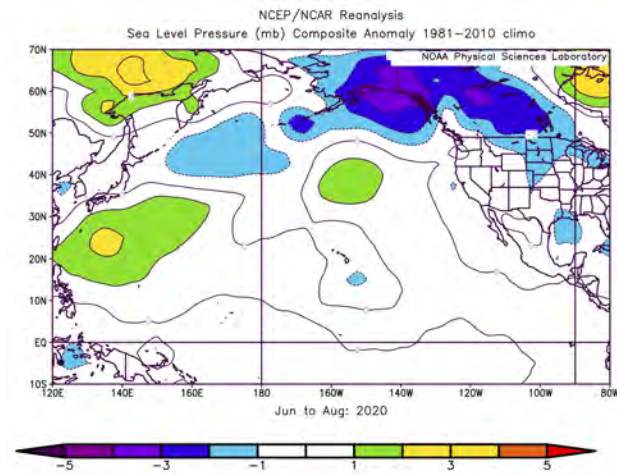 NCEP/NCAR Reanalysis
Sea Level Pressure (mb) Composite Anomaly 1981-2010 climo
NOAA Physical Sciences Laboratory
70N
60N
50N
40N
30N
20N
10N
EQ
10S
120E 140E 160E 180 160W 140W 120W 100W 80W
Jun to Aug: 2020
-5 -3 -1 1 3 5